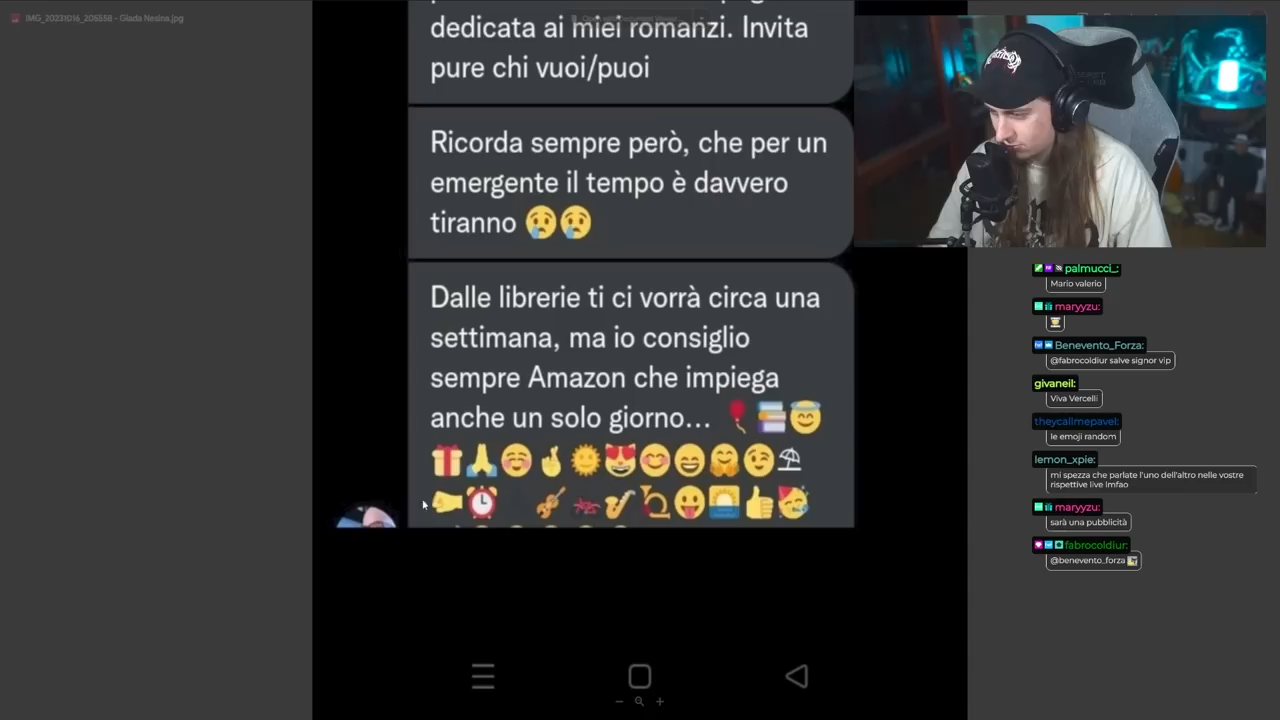 IMG_20231016_205558 - Giada Nesina.jpg
dedicata ai miei romanzi. Invita
pure chi vuoi/puoi
Ricorda sempre però, che per un
emergente il tempo è davvero
tiranno 😢😢
Dalle librerie ti ci vorrà circa una
settimana, ma io consiglio
sempre Amazon che impiega
anche un solo giorno...
palmucci_:
Mario valerio
maryyzu:
Benevento_Forza:
@fabrocoldiur salve signor vip
givaneil:
Viva Vercelli
theycallmepavel:
le emoji random
lemon_xpie:
mi spezza che parlate l'uno dell'altro nelle vostre
rispettive live lmfao
maryyzu:
sarà una pubblicità
fabrocoldiur:
@benevento_forza